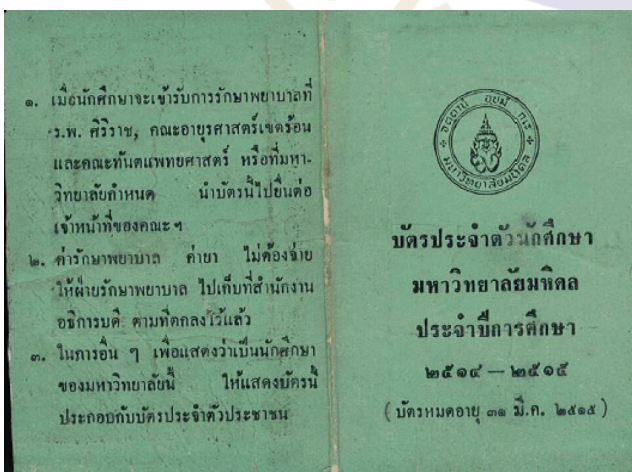 ๑. เมื่อนักศึกษาจะเข้ารับการรักษาพยาบาลที่
ร.พ. ศิริราช, คณะอายุรศาสตร์เขตร้อน
และคณะทันตแพทยศาสตร์ หรือที่มหา-
วิทยาลัยกำหนด นำบัตรนี้ไปยื่นต่อ
เจ้าหน้าที่ของคณะ ฯ
๒. ค่ารักษาพยาบาล ค่ายา ไม่ต้องจ่าย
ให้ฝ่ายรักษาพยาบาล ไปเก็บที่สำนักงาน
อธิการบดี ตามที่ตกลงไว้แล้ว
๓. ในการอื่น ๆ เพื่อแสดงว่าเป็นนักศึกษา
ของมหาวิทยาลัยนี้ ให้แสดงบัตรนี้
ประกอบกับบัตรประจำตัวประชาชน
อตฺตานํ อุปมํ กเร
มหาวิทยาลัยมหิดล
บัตรประจำตัวนักศึกษา
มหาวิทยาลัยมหิดล
ประจำปีการศึกษา
๒๕๑๔ — ๒๕๑๕
( บัตรหมดอายุ ๓๑ มี.ค. ๒๕๑๕ )